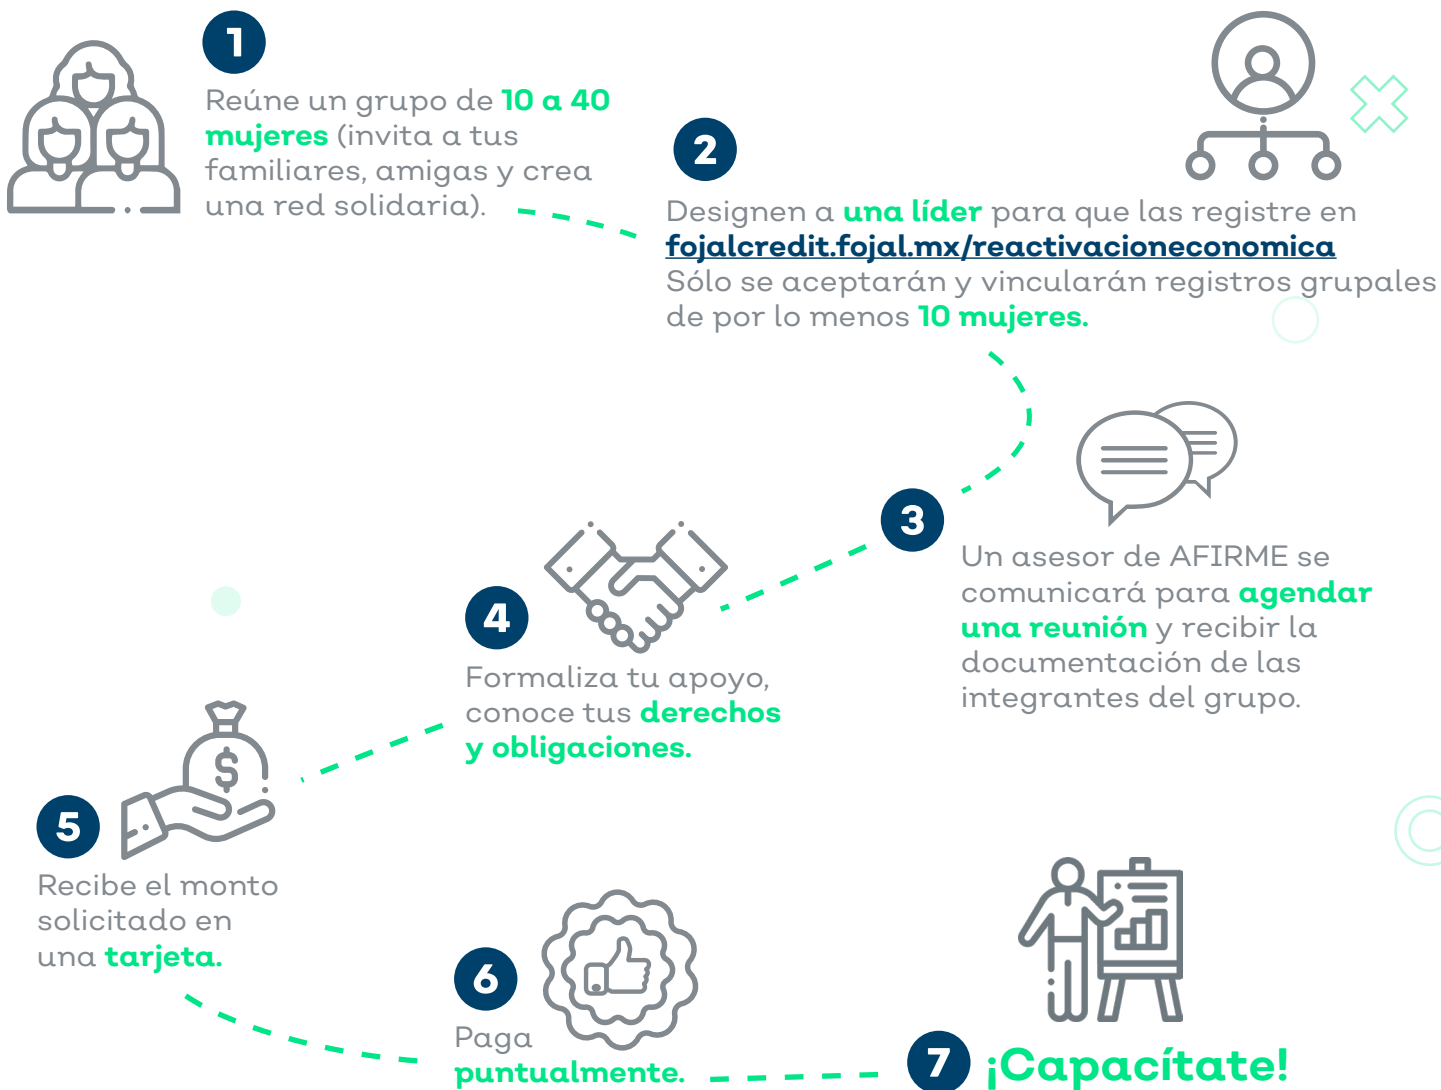 1
Reúne un grupo de 10 a 40
mujeres (invita a tus
familiares, amigas y crea
una red solidaria).
2
Designen a una líder para que las registre en
fojalcredit.fojal.mx/reactivacioneconomica
Sólo se aceptarán y vincularán registros grupales
de por lo menos 10 mujeres.
3
Un asesor de AFIRME se
comunicará para agendar
una reunión y recibir la
documentación de las
integrantes del grupo.
4
Formaliza tu apoyo,
conoce tus derechos
y obligaciones.
$
5
Recibe el monto
solicitado en
una tarjeta.
6
Paga
puntualmente.
7 ¡Capacítate!